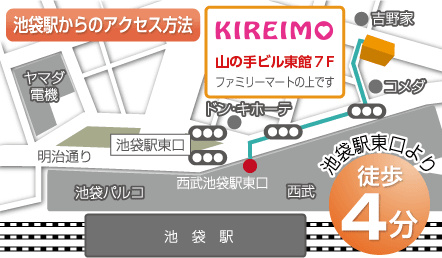 池袋駅からのアクセス方法
KIREIMO
山の手ビル東館7F
ファミリーマートの上です
吉野家
ヤマダ
電機
コメダ
ドン・キホーテ
池袋駅東口
明治通り
池袋駅東口より
徒歩
4分
西武池袋駅東口
池袋パルコ
西武
池袋駅